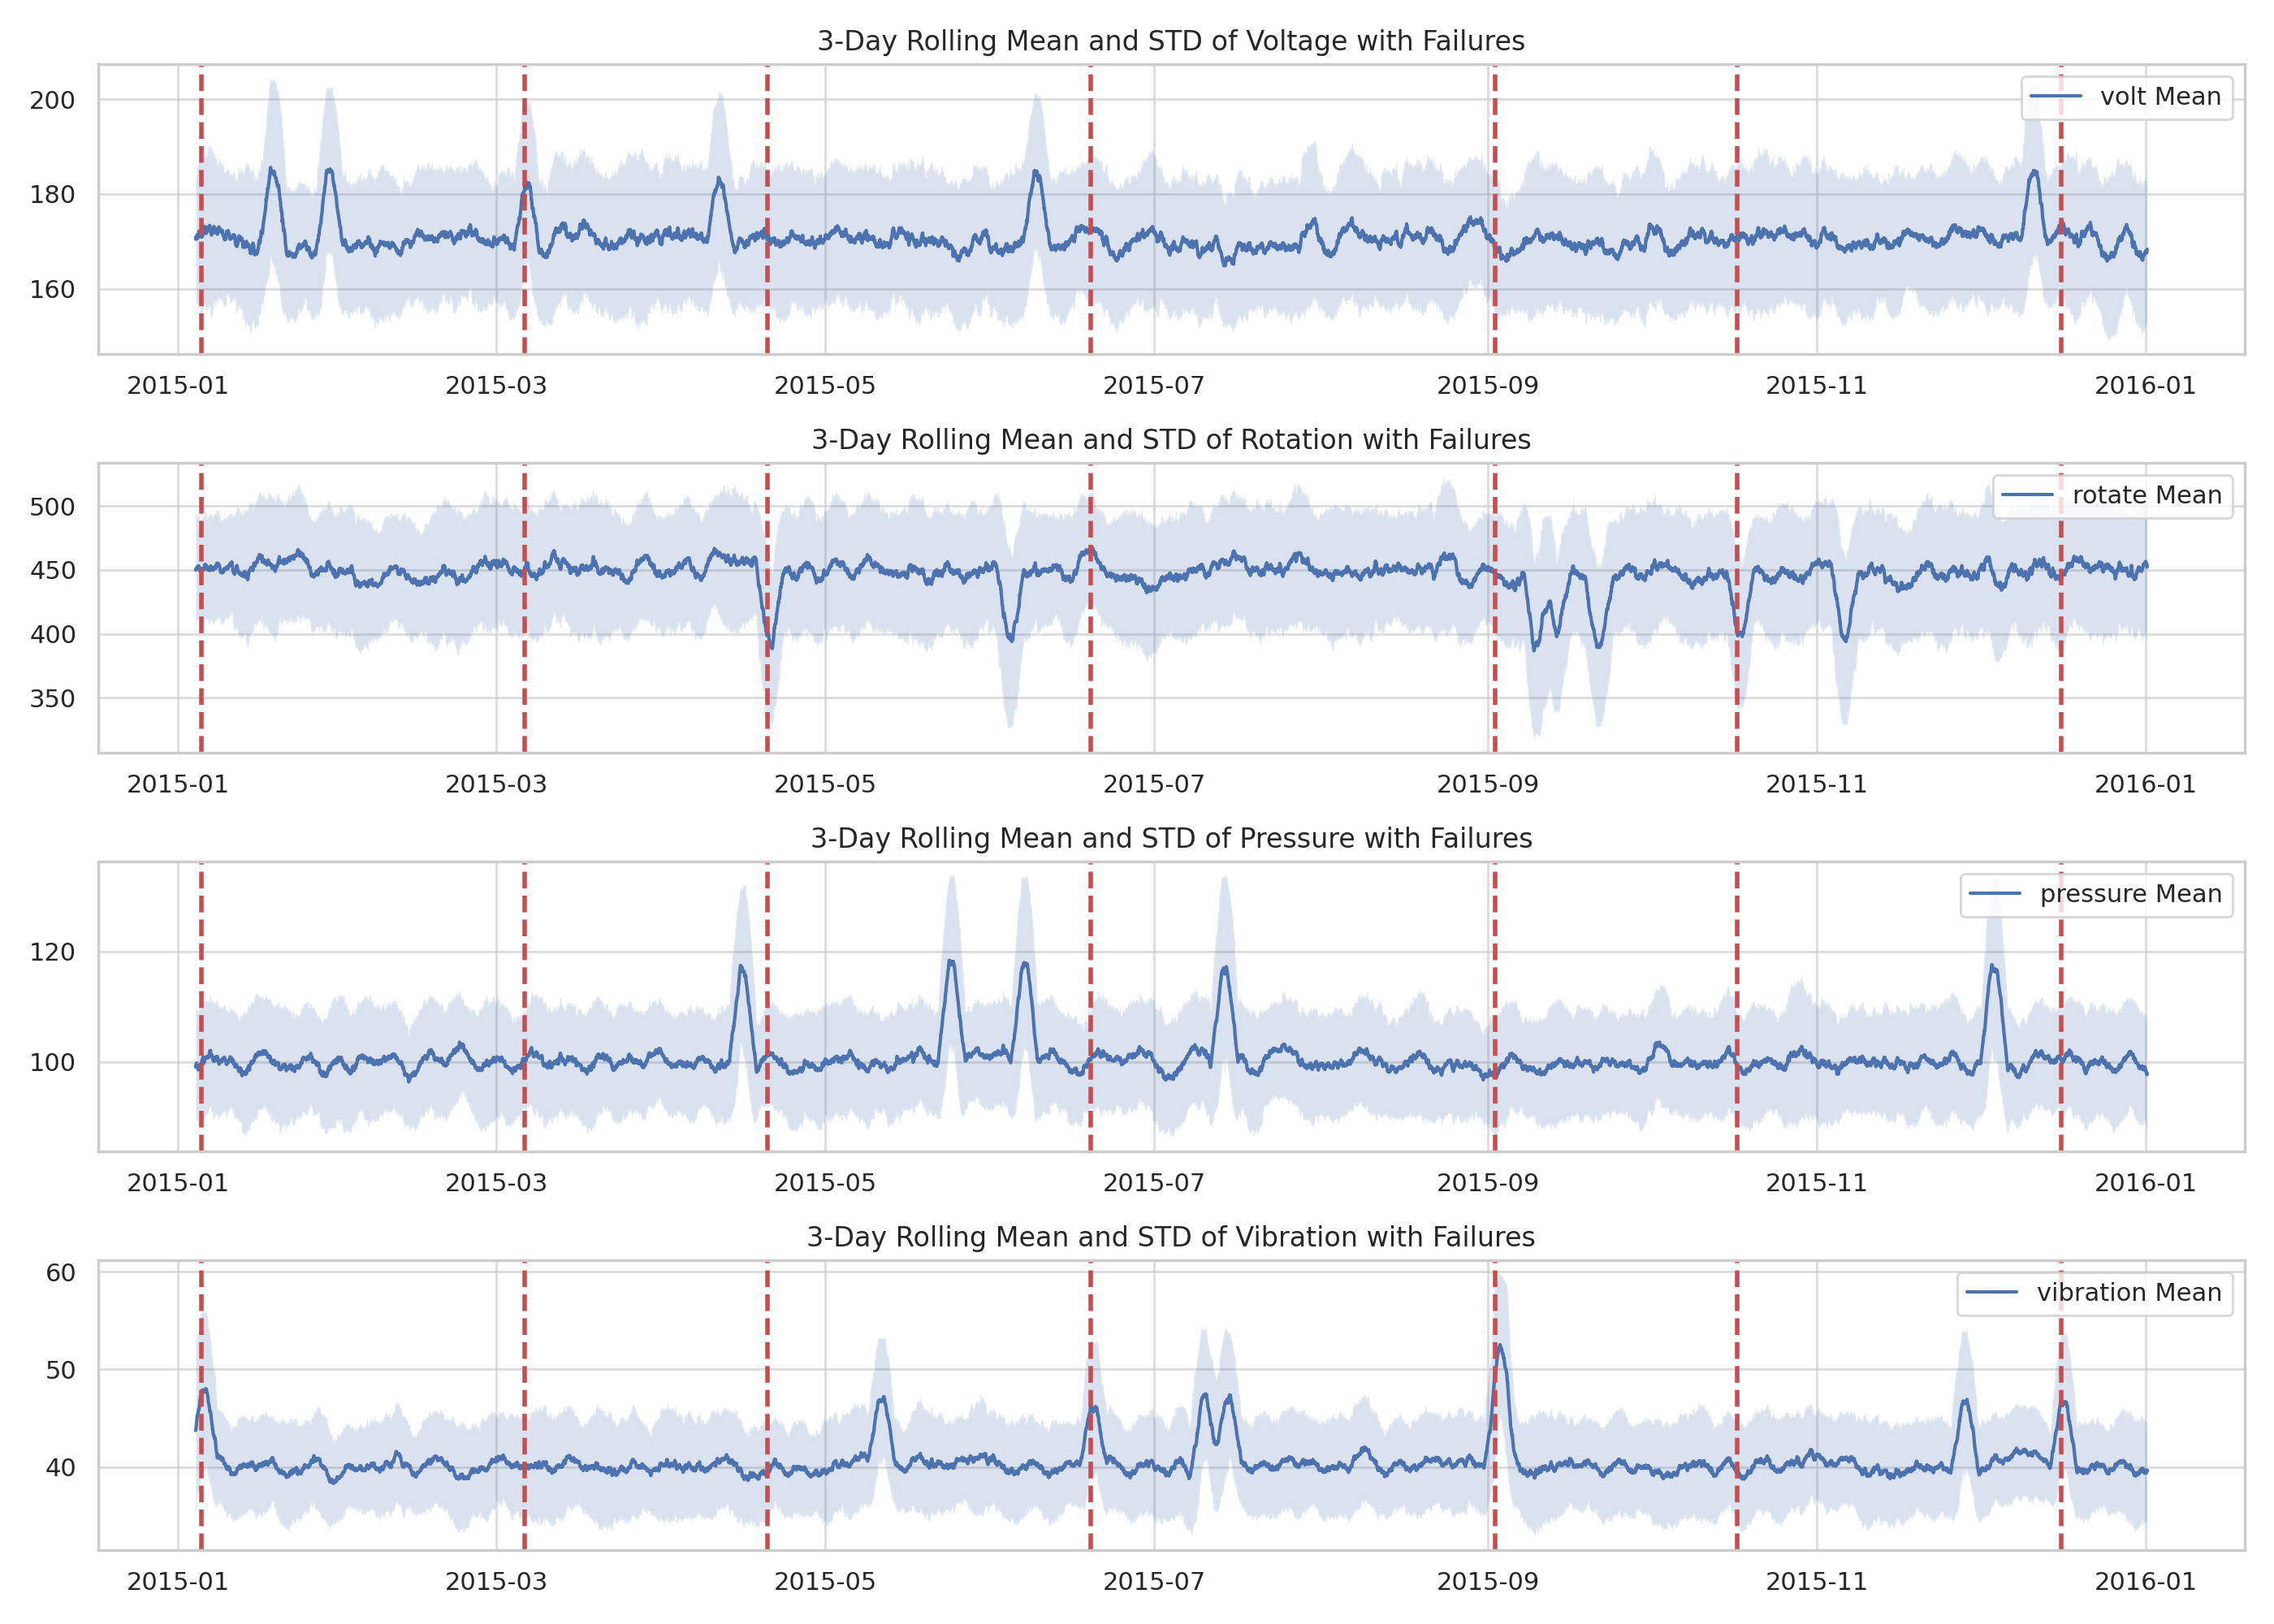 3-Day Rolling Mean and STD of Voltage with Failures
volt Mean
200
180
160
2015-01 2015-03 2015-05 2015-07 2015-09 2015-11 2016-01
3-Day Rolling Mean and STD of Rotation with Failures
rotate Mean
500
450
400
350
2015-01 2015-03 2015-05 2015-07 2015-09 2015-11 2016-01
3-Day Rolling Mean and STD of Pressure with Failures
pressure Mean
120
100
2015-01 2015-03 2015-05 2015-07 2015-09 2015-11 2016-01
3-Day Rolling Mean and STD of Vibration with Failures
60
vibration Mean
50
40
2015-01 2015-03 2015-05 2015-07 2015-09 2015-11 2016-01